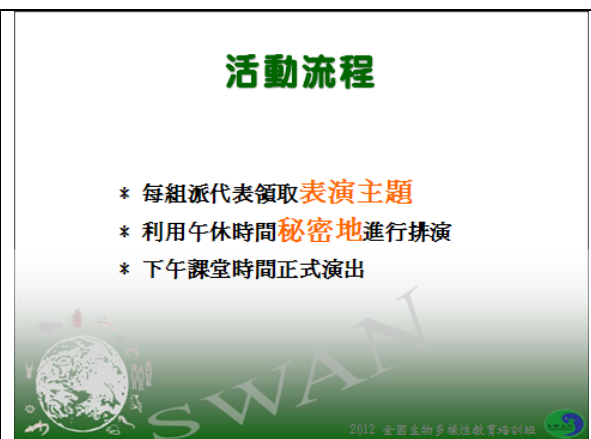 活動流程
* 每組派代表領取表演主題
* 利用午休時間秘密地進行排演
* 下午課堂時間正式演出
SWAN
2012 全國生物多樣性教育培訓班